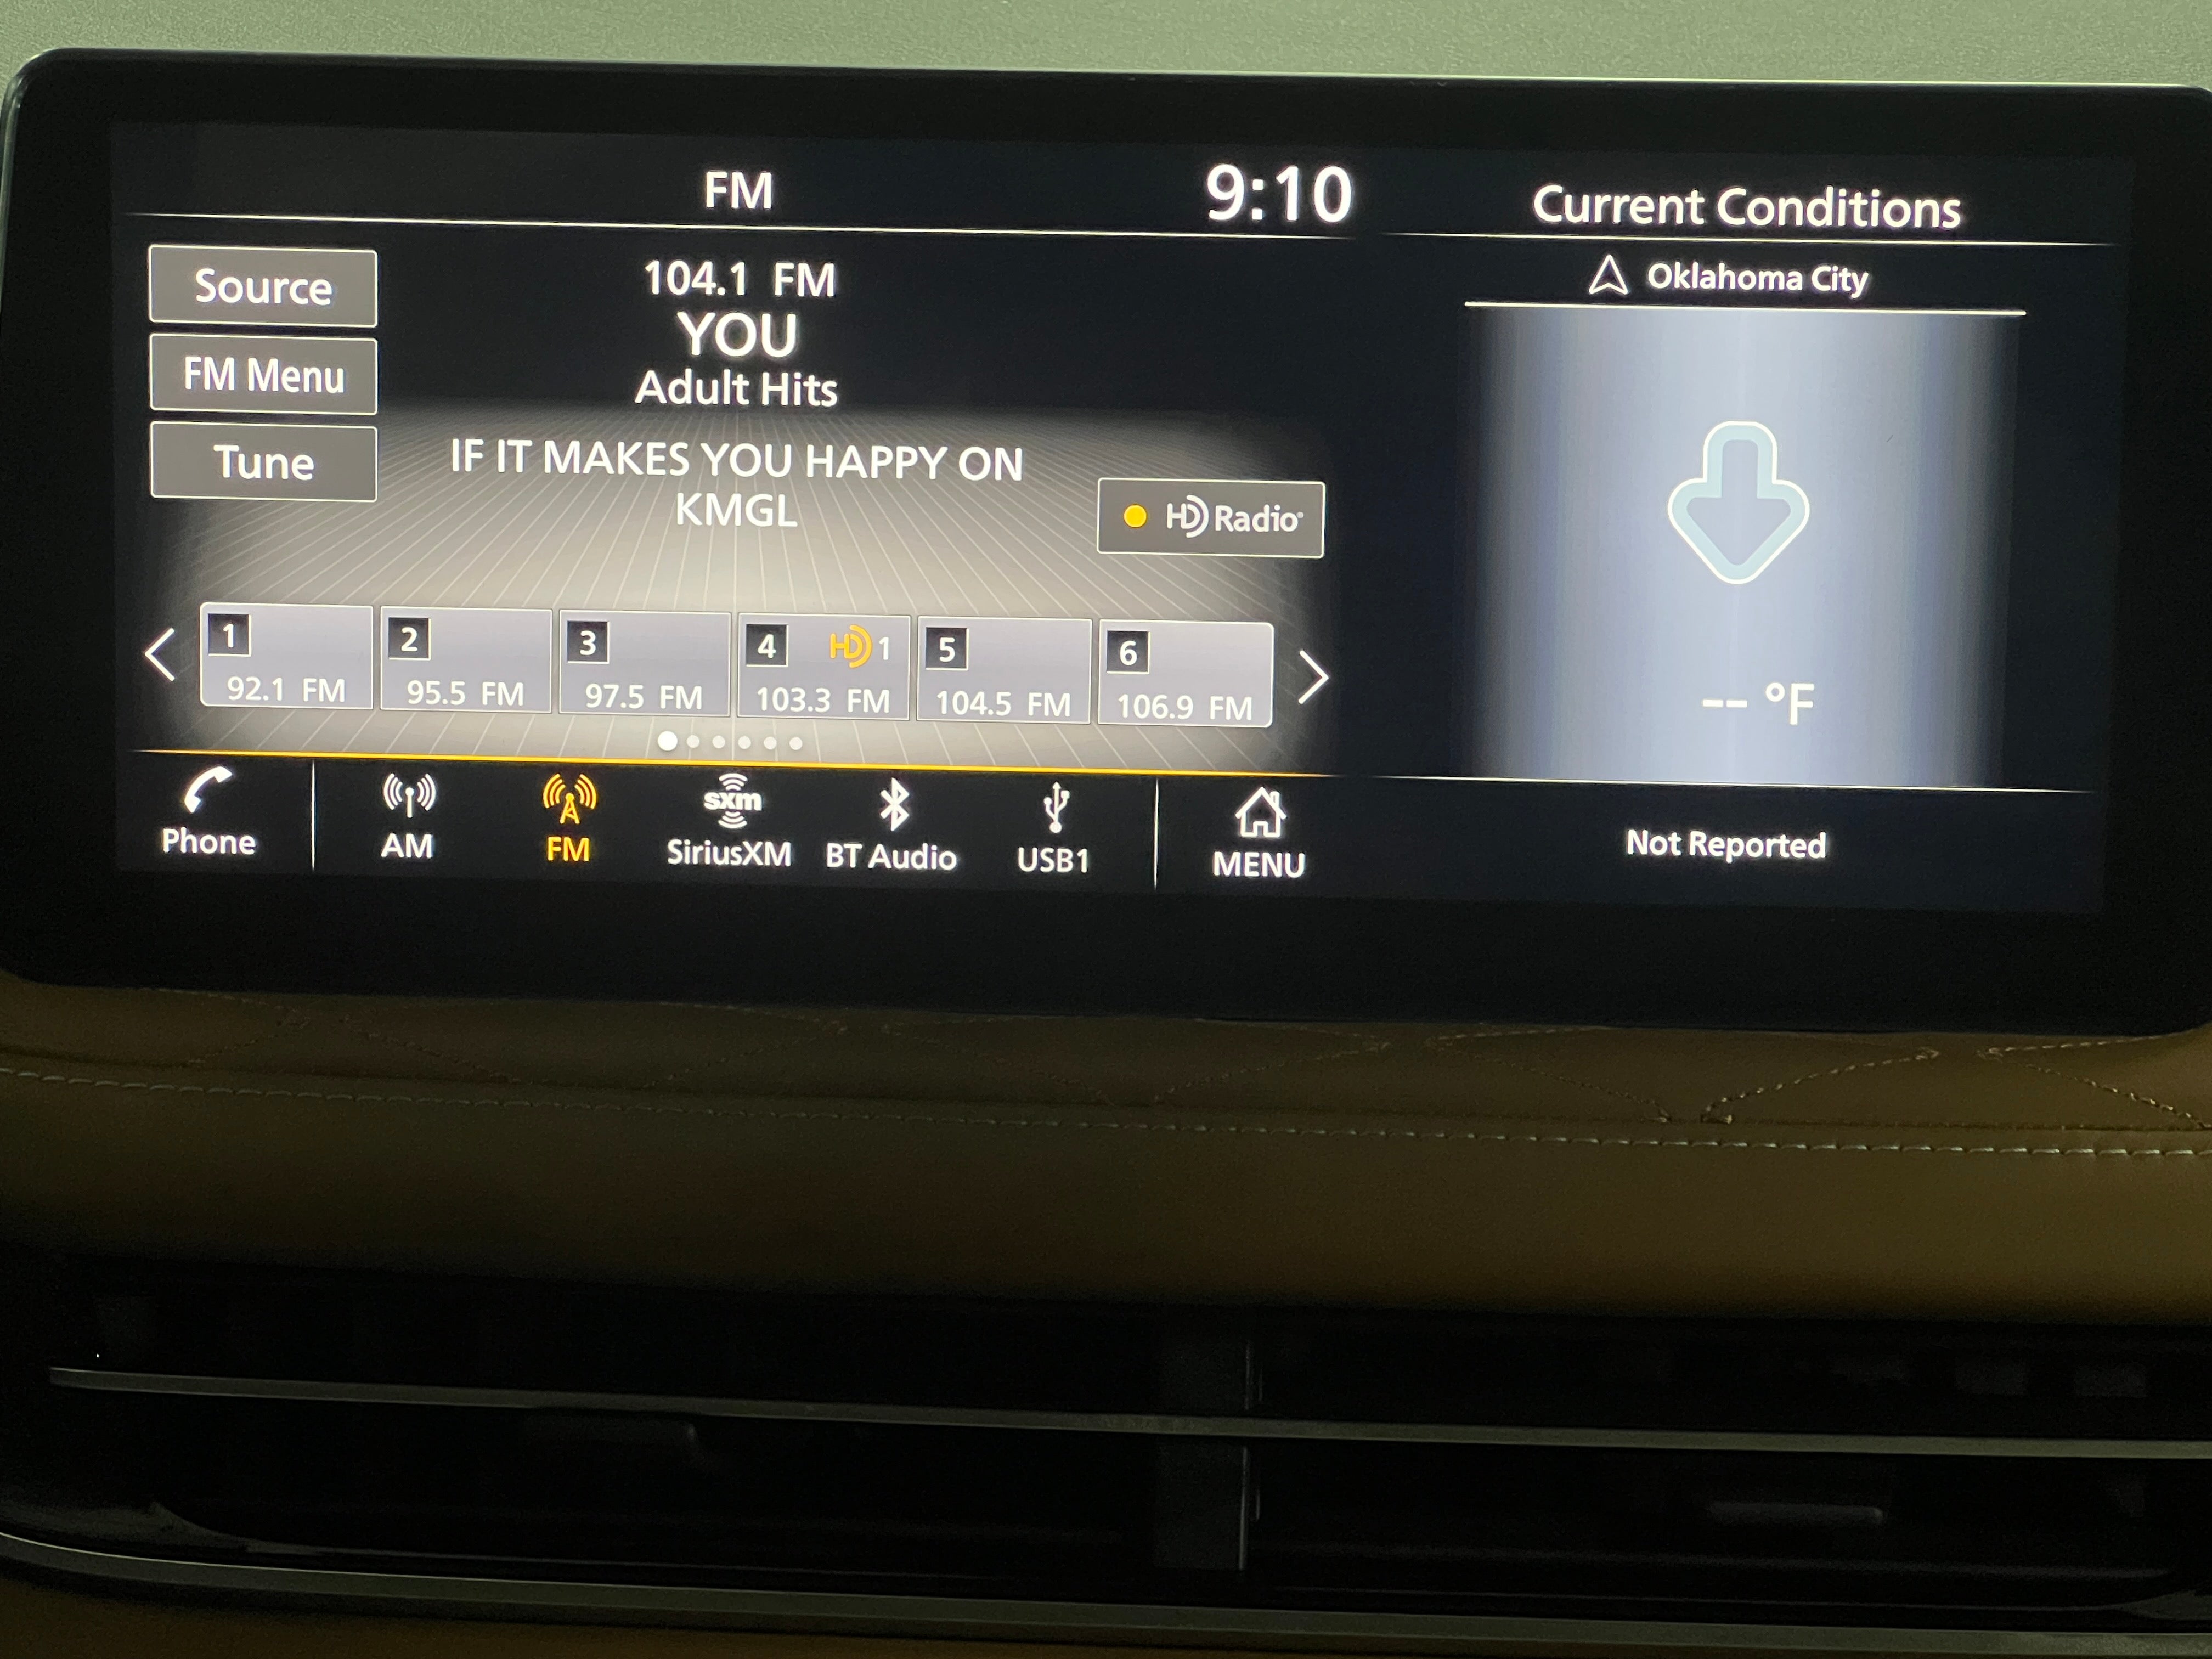 FM
9:10
Current Conditions
Source
104.1 FM
Oklahoma City
YOU
FM Menu
Adult Hits
Tune
IF IT MAKES YOU HAPPY ON
KMGL
HD Radio
1
92.1 FM
2
95.5 FM
3
97.5 FM
4 HD 1
103.3 FM
5
104.5 FM
6
106.9 FM
-- °F
Phone
AM
FM
sxm
SiriusXM
BT Audio
USB1
MENU
Not Reported